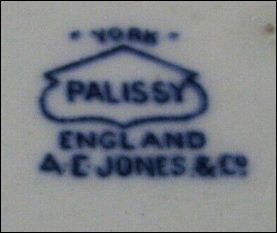 - YORK -
PALISSY
ENGLAND
A.E. JONES. & Co